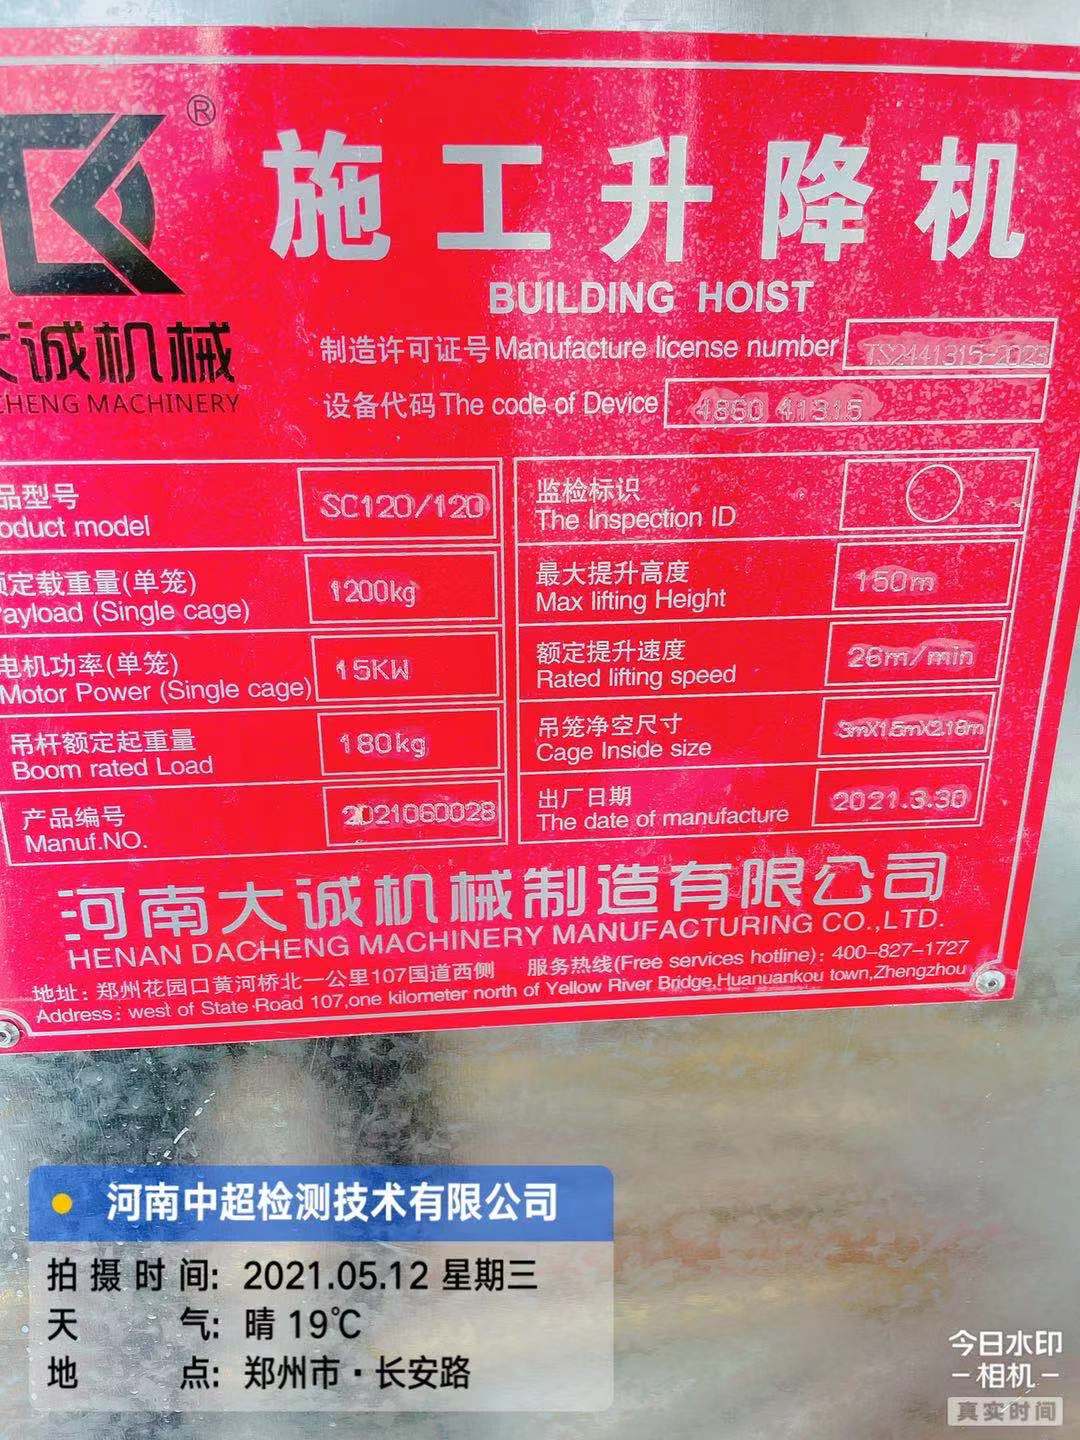 ®
施工升降机
BUILDING HOIST
大诚机械
CHENG MACHINERY
制造许可证号 Manufacture license number TS2441315-2023
设备代码 The code of Device 4860 41315
品型号 SC120/120
oduct model
定载重量(单笼) 1200kg
ayload (Single cage)
电机功率(单笼) 15KW
Motor Power (Single cage)
吊杆额定起重量 180kg
Boom rated Load
产品编号 2021060028
Manuf.NO.
监检标识
The Inspection ID
最大提升高度 150m
Max lifting Height
额定提升速度 26m/min
Rated lifting speed
吊笼净空尺寸 3mX1.5mX2.18m
Cage Inside size
出厂日期 2021.3.30
The date of manufacture
河南大诚机械制造有限公司
HENAN DACHENG MACHINERY MANUFACTURING CO.,LTD.
地址: 郑州花园口黄河桥北一公里107国道西侧 服务热线(Free services hotline): 400-827-1727
Address: west of State Road 107,one kilometer north of Yellow River Bridge,Huanuankou town,Zhengzhou
河南中超检测技术有限公司
拍摄时间: 2021.05.12 星期三
天气: 晴 19℃
地点: 郑州市·长安路
今日水印
-相机-
真实时间